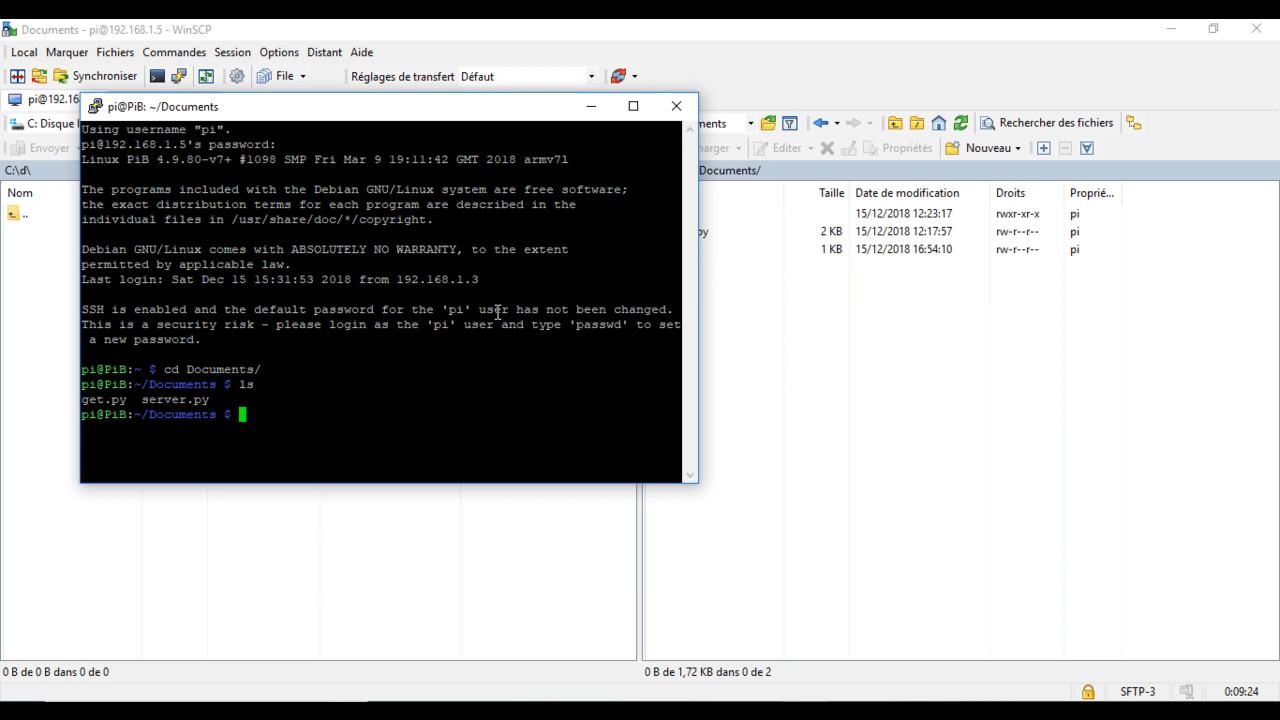 Documents - pi@192.168.1.5 - WinSCP
Local Marquer Fichiers Commandes Session Options Distant Aide
Synchroniser File Réglages de transfert Défaut
pi@192.16
pi@PiB: ~/Documents
C: Disque
ments Rechercher des fichiers
Envoyer
arger Editer Propriétés Nouveau
C:\d\
Documents/
Nom
Taille Date de modification Droits Proprié...
..
15/12/2018 12:23:17 rwxr-xr-x pi
py 2 KB 15/12/2018 12:17:57 rw-r--r-- pi
1 KB 15/12/2018 16:54:10 rw-r--r-- pi
Using username "pi".
pi@192.168.1.5's password:
Linux PiB 4.9.80-v7+ #1098 SMP Fri Mar 9 19:11:42 GMT 2018 armv7l
The programs included with the Debian GNU/Linux system are free software;
the exact distribution terms for each program are described in the
individual files in /usr/share/doc/*/copyright.
Debian GNU/Linux comes with ABSOLUTELY NO WARRANTY, to the extent
permitted by applicable law.
Last login: Sat Dec 15 15:31:53 2018 from 192.168.1.3
SSH is enabled and the default password for the 'pi' user has not been changed.
This is a security risk - please login as the 'pi' user and type 'passwd' to set
a new password.
pi@PiB:~ $ cd Documents/
pi@PiB:~/Documents $ ls
get.py server.py
pi@PiB:~/Documents $
0 B de 0 B dans 0 de 0
0 B de 1,72 KB dans 0 de 2
SFTP-3 0:09:24